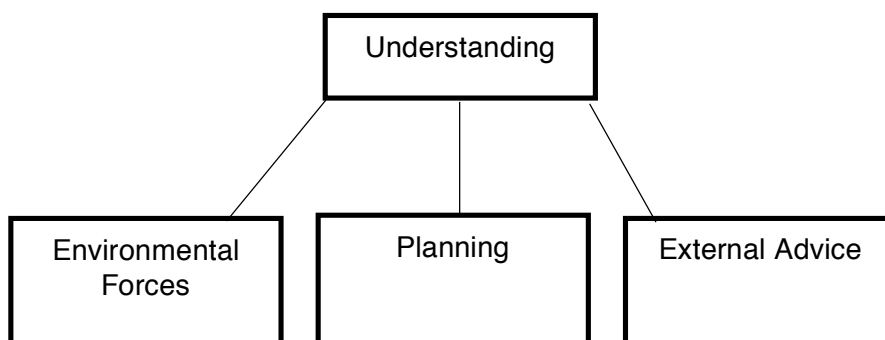 Understanding
Environmental
Forces
Planning
External Advice